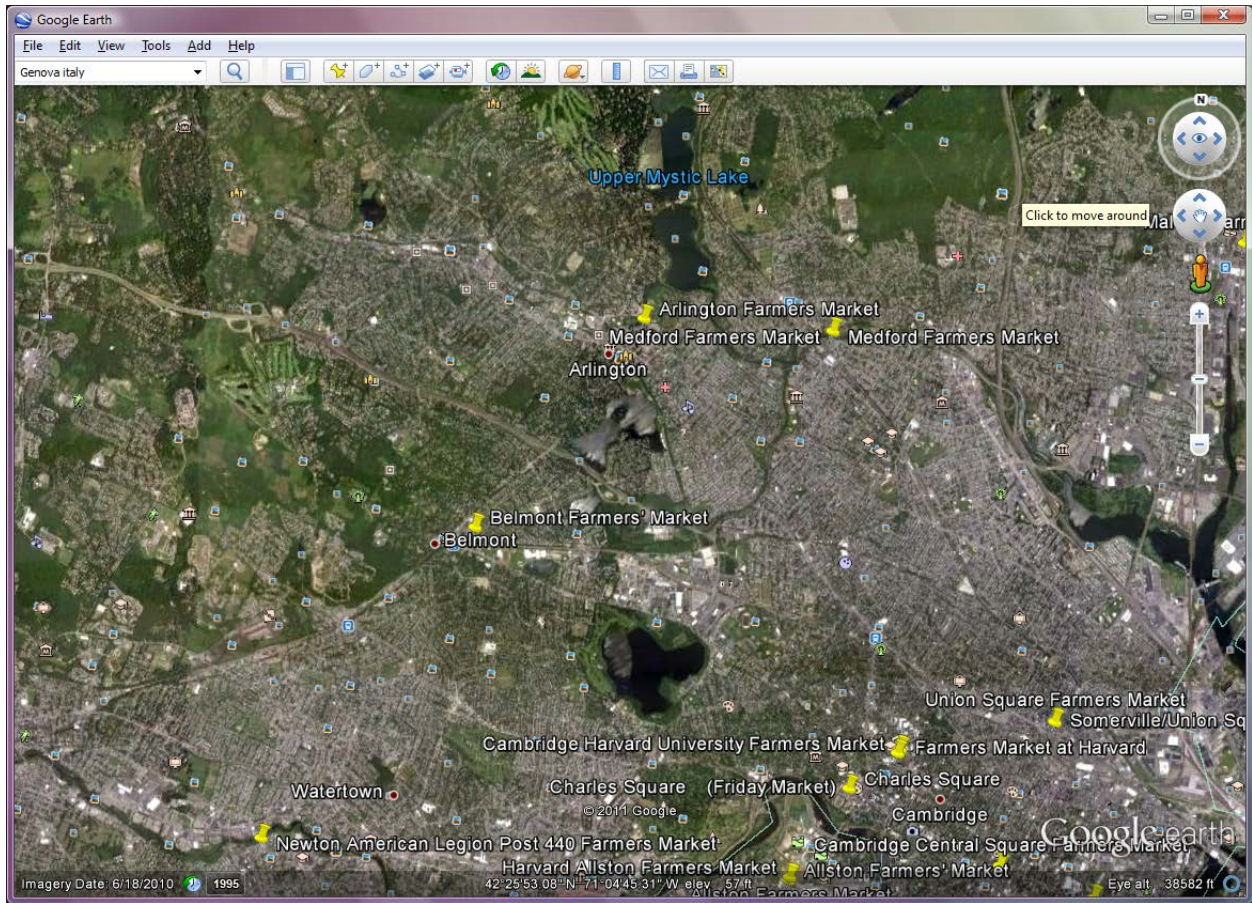 Google Earth
File Edit View Tools Add Help
Genova italy
N
Upper Mystic Lake
Click to move around
Arlington Farmers Market
Medford Farmers Market Medford Farmers Market
Arlington
Belmont Farmers' Market
Belmont
Union Square Farmers Market
Somerville/Union Sq
Cambridge Harvard University Farmers Market Farmers Market at Harvard
Charles Square (Friday Market) Charles Square
Watertown
© 2011 Google
Cambridge
Google earth
Newton American Legion Post 440 Farmers Market
Cambridge Central Square Farmers Market
Harvard Allston Farmers Market Allston Farmers' Market
Allston Farmers Market
Imagery Date: 6/18/2010 1995 42°25'53.08" N 71°04'45.31" W elev 57 ft Eye alt 38582 ft